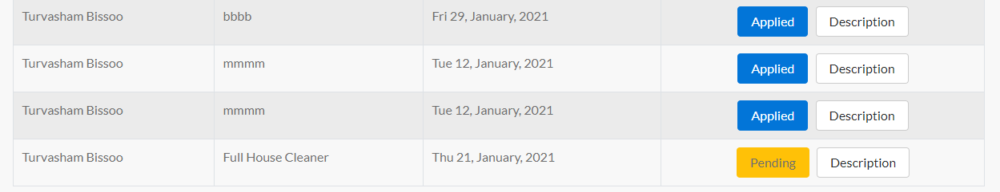 Turvasham Bissoo bbbb Fri 29, January, 2021 Applied Description
Turvasham Bissoo mmmm Tue 12, January, 2021 Applied Description
Turvasham Bissoo mmmm Tue 12, January, 2021 Applied Description
Turvasham Bissoo Full House Cleaner Thu 21, January, 2021 Pending Description